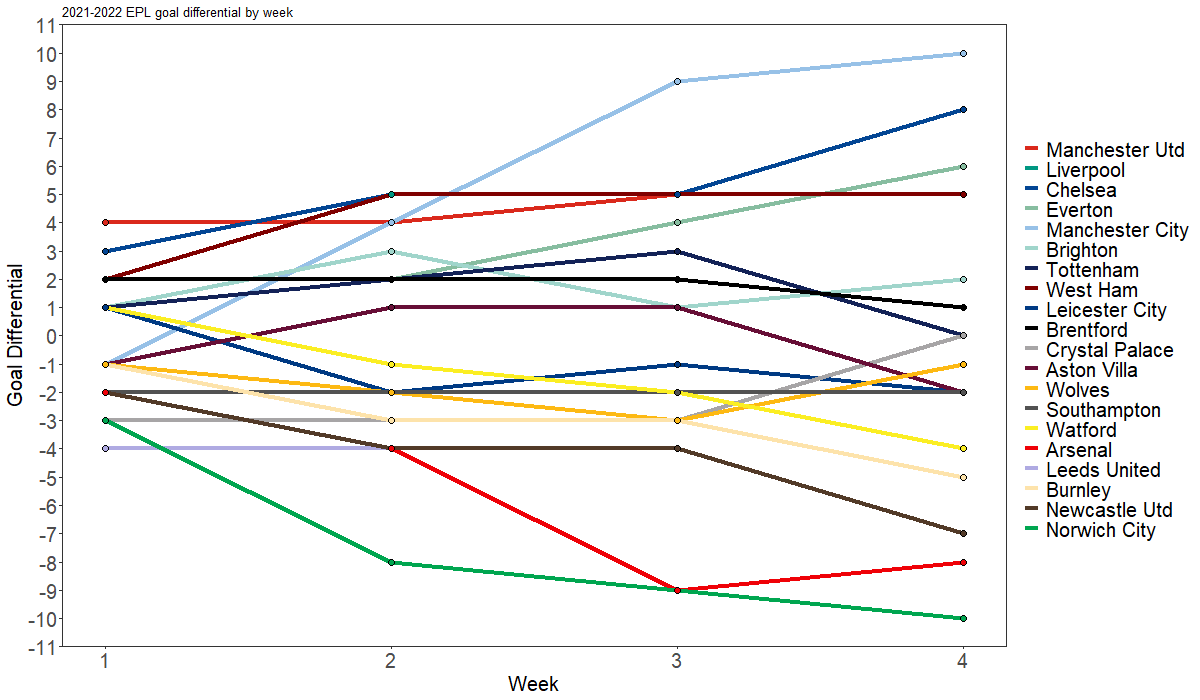 2021-2022 EPL goal differential by week
11
10
9
8
7
6
5
4
3
2
1
0
-1
-2
-3
-4
-5
-6
-7
-8
-9
-10
-11
Goal Differential
1 2 3 4
Week
Manchester Utd
Liverpool
Chelsea
Everton
Manchester City
Brighton
Tottenham
West Ham
Leicester City
Brentford
Crystal Palace
Aston Villa
Wolves
Southampton
Watford
Arsenal
Leeds United
Burnley
Newcastle Utd
Norwich City